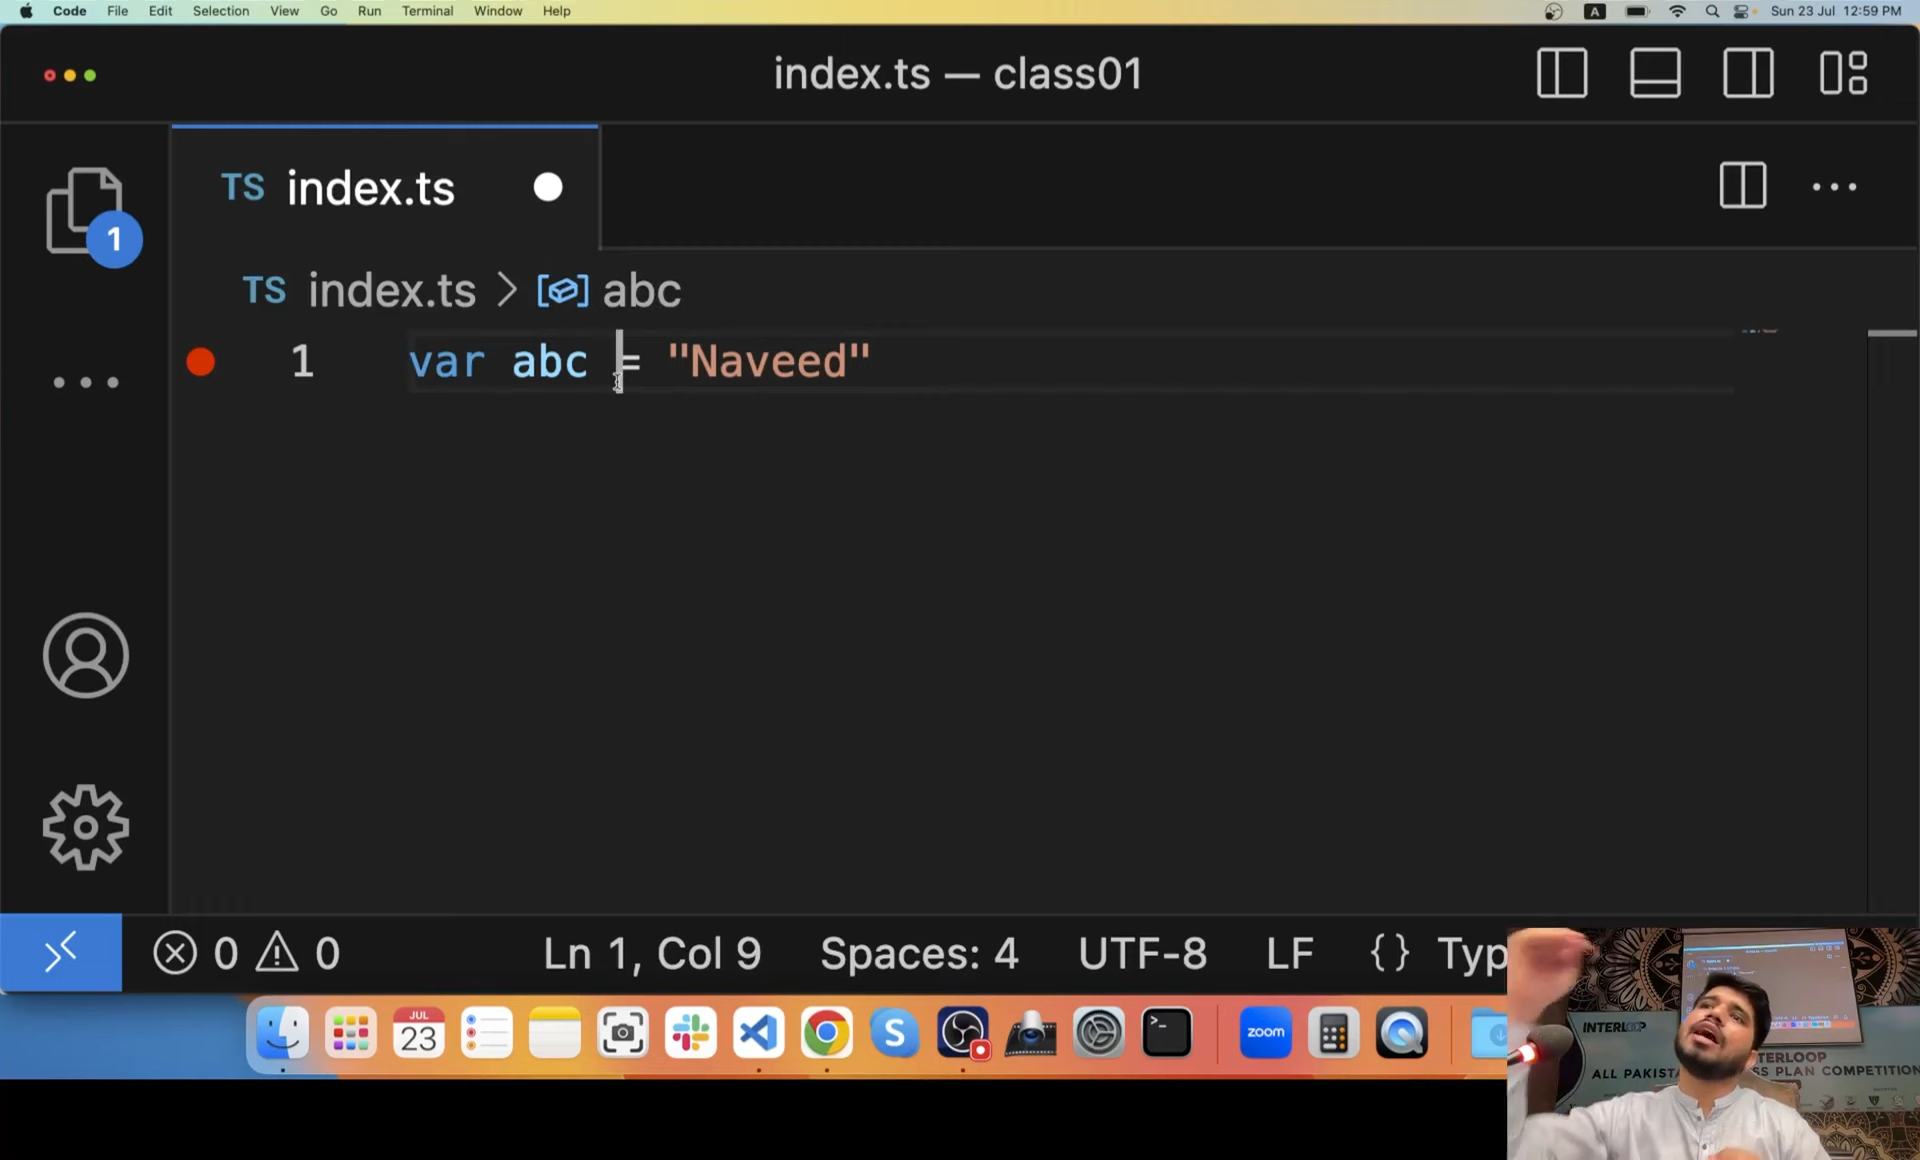 Code File Edit Selection View Go Run Terminal Window Help A Sun 23 Jul 12:59 PM
index.ts — class01
TS index.ts
1
TS index.ts > abc
1 var abc = "Naveed"
0 0 Ln 1, Col 9 Spaces: 4 UTF-8 LF {} Typ
JUL
23
S
>_
zoom
INTERLOOP
TERLOOP
ALL PAKIST SS PLAN COMPETITION